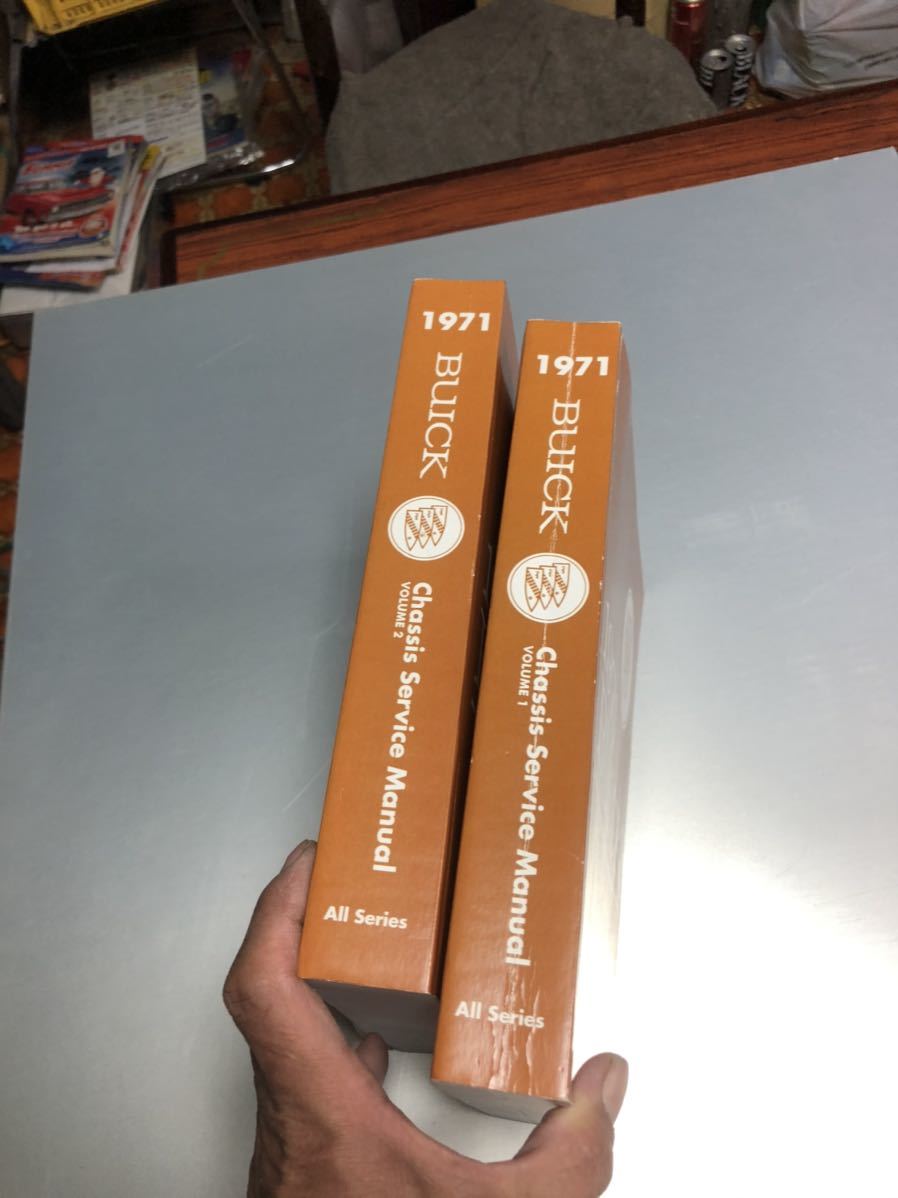 1971
BUICK
Chassis Service Manual
VOLUME 2
All Series
1971
BUICK
Chassis Service Manual
VOLUME 1
All Series